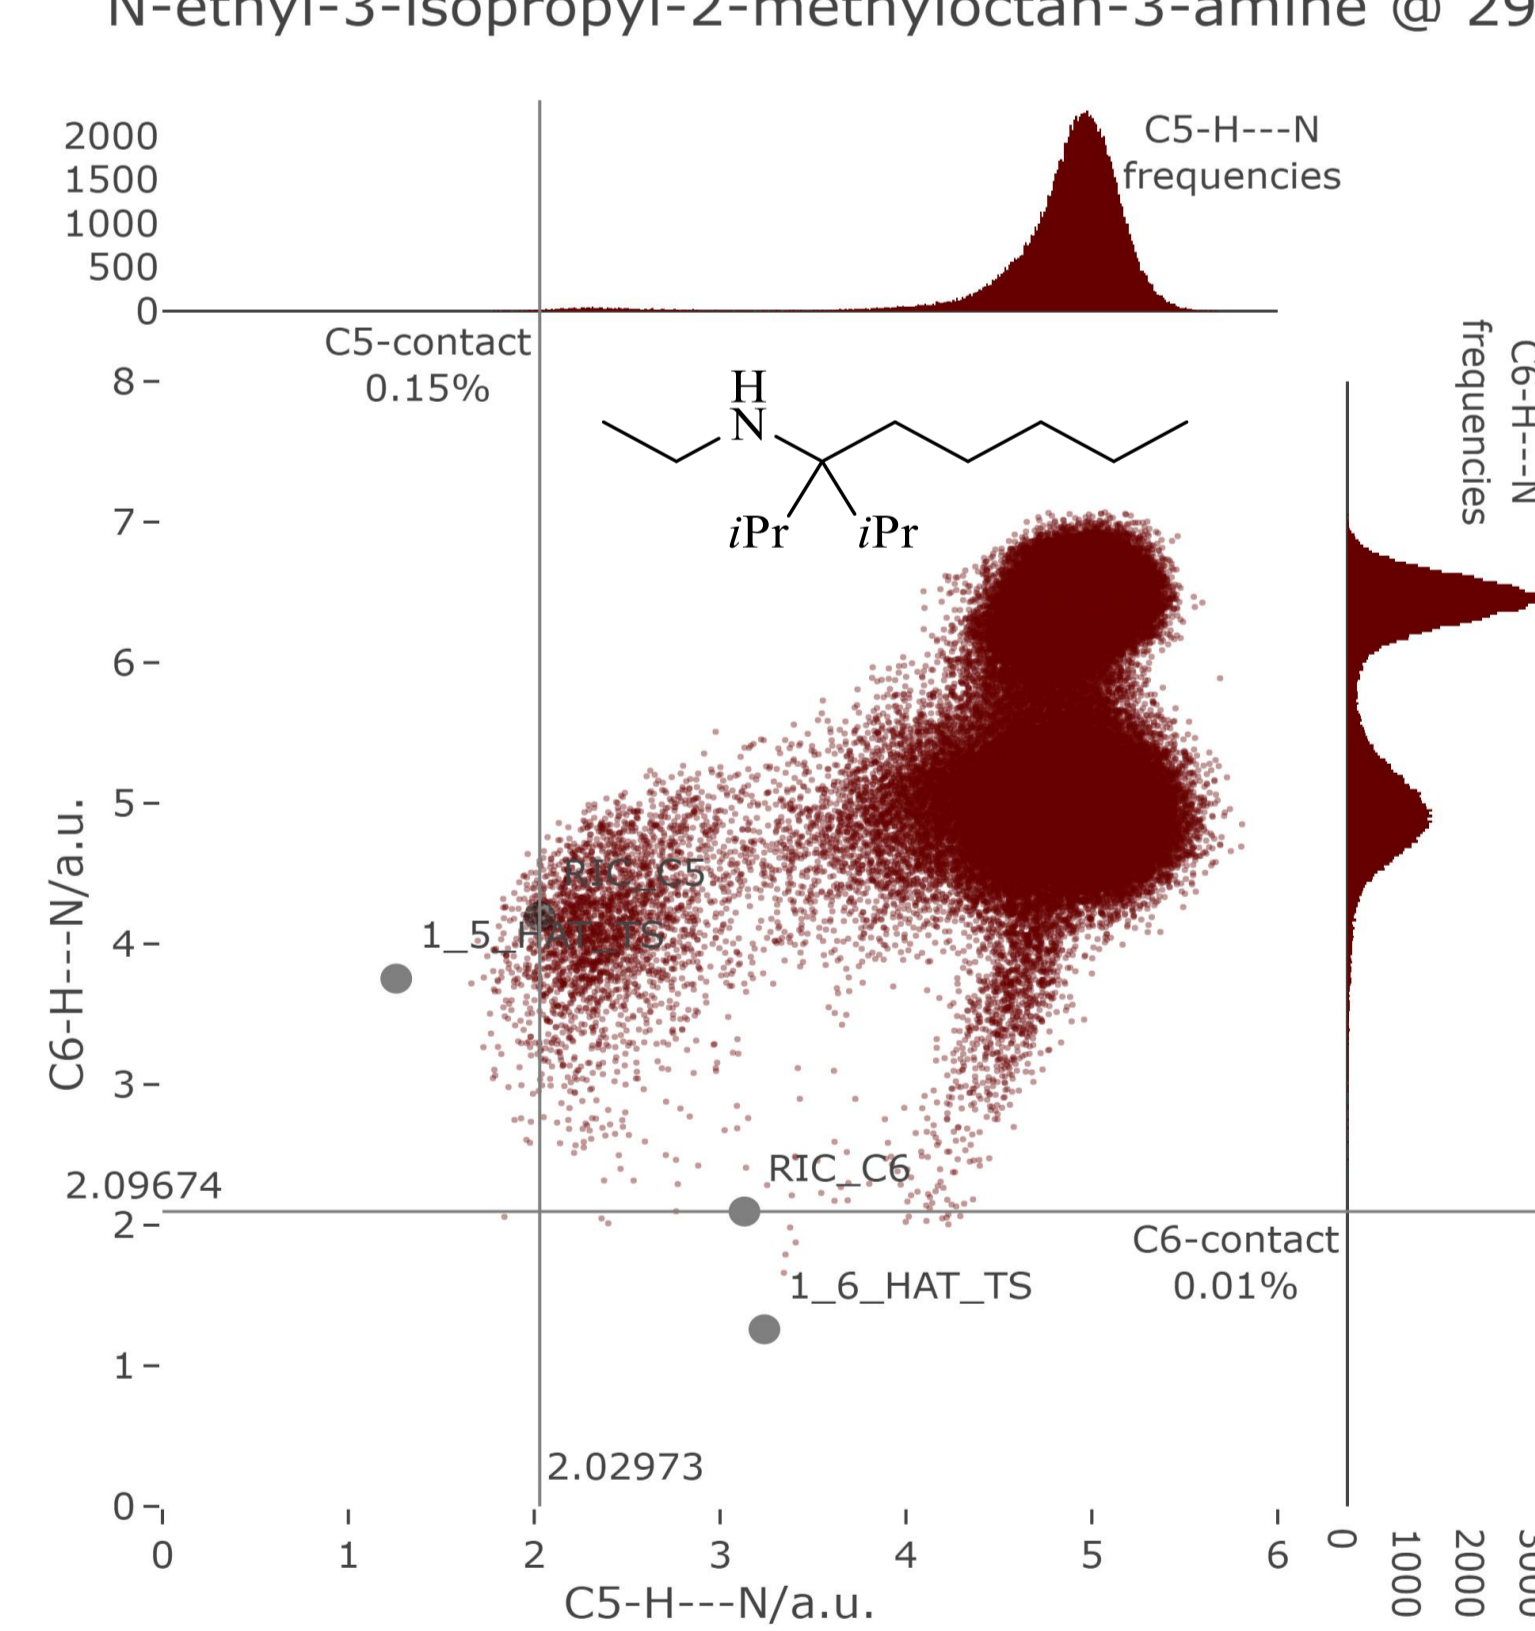 N-ethyl-3-isopropyl-2-methyloctan-3-amine @ 29
2000
1500
1000
500
0
C5-H---N
frequencies
C5-contact
0.15%
H
N
iPr
iPr
C6-H---N
frequencies
8
7
6
5
4
3
2
1
0
C6-H---N/a.u.
RIC_C5
1_5_HAT_TS
RIC_C6
2.09674
C6-contact
0.01%
1_6_HAT_TS
2.02973
0 1 2 3 4 5 6
C5-H---N/a.u.
0
1000
2000